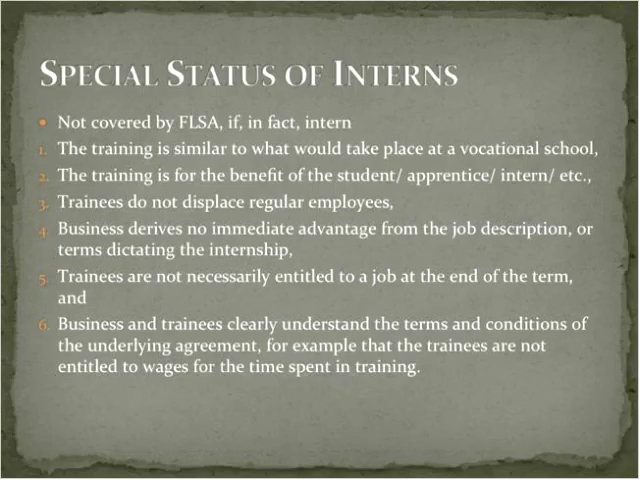 SPECIAL STATUS OF INTERNS
• Not covered by FLSA, if, in fact, intern
1. The training is similar to what would take place at a vocational school,
2. The training is for the benefit of the student/ apprentice/ intern/ etc.,
3. Trainees do not displace regular employees,
4. Business derives no immediate advantage from the job description, or
terms dictating the internship,
5. Trainees are not necessarily entitled to a job at the end of the term,
and
6. Business and trainees clearly understand the terms and conditions of
the underlying agreement, for example that the trainees are not
entitled to wages for the time spent in training.